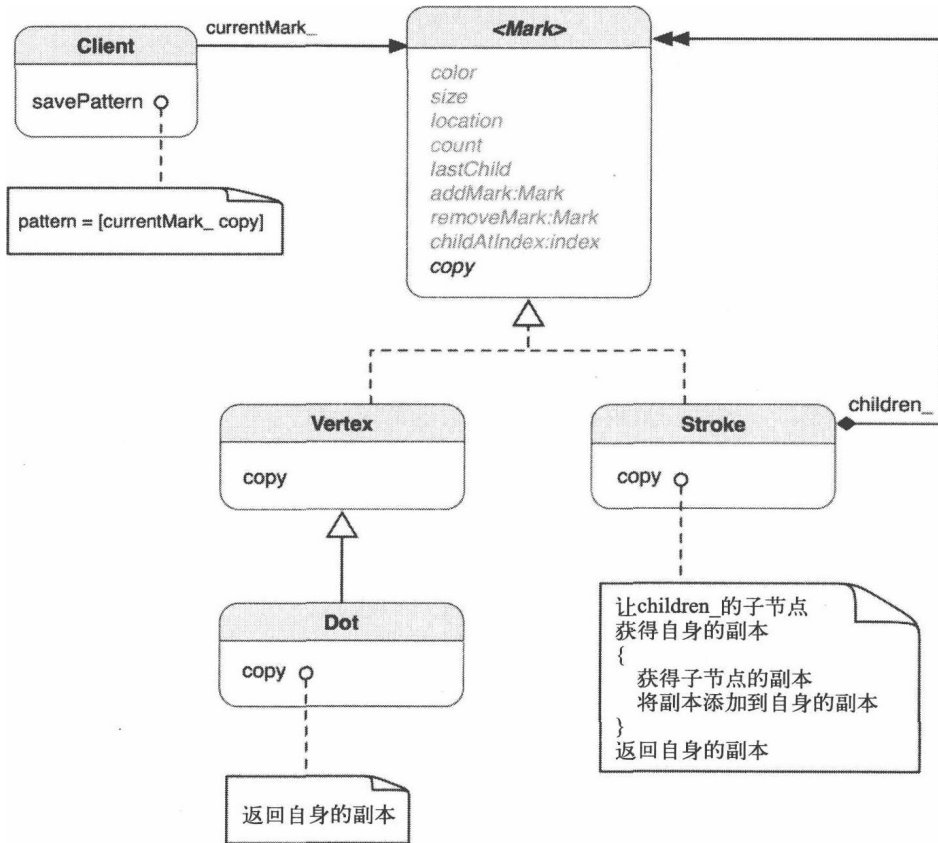 currentMark_
Client
<Mark>
savePattern
color
size
location
count
lastChild
addMark:Mark
removeMark:Mark
childAtIndex:index
copy
pattern = [currentMark_ copy]
Vertex
copy
Stroke
children_
copy
Dot
copy
让children_的子节点
获得自身的副本
{
获得子节点的副本
将副本添加到自身的副本
}
返回自身的副本
返回自身的副本